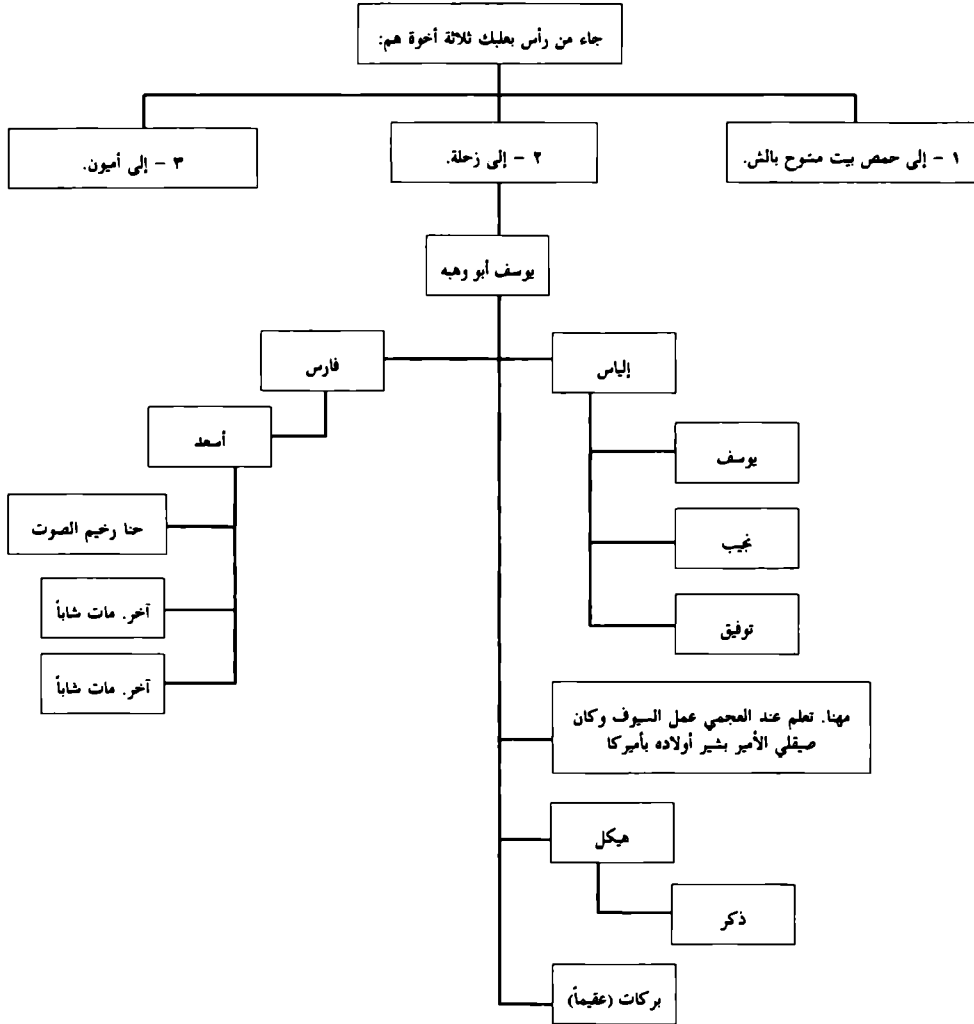 جاء من رأس بعلبك ثلاثة أخوة هم:
١ - إلى حمص بيت متوح بالش.
٢ - إلى زحلة.
٣ - إلى أميون.
يوسف أبو وهبه
إلياس
فارس
أسعد
يوسف
حنا رخيم الصوت
نجيب
آخر. مات شاباً
توفيق
آخر. مات شاباً
مهنا. تعلم عند العجمي عمل السيوف وكان
صيقلي الأمير بشير أولاده بأميركا
هيكل
ذكر
بركات (عقيماً)